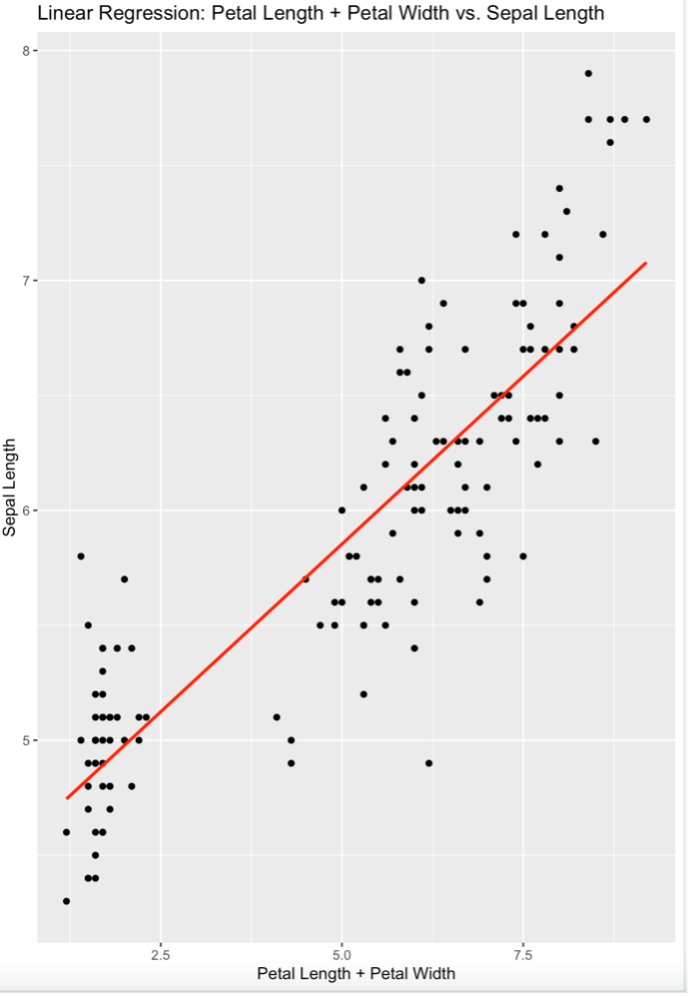 Linear Regression: Petal Length + Petal Width vs. Sepal Length
8
7
6
5
Sepal Length
2.5 5.0 7.5
Petal Length + Petal Width